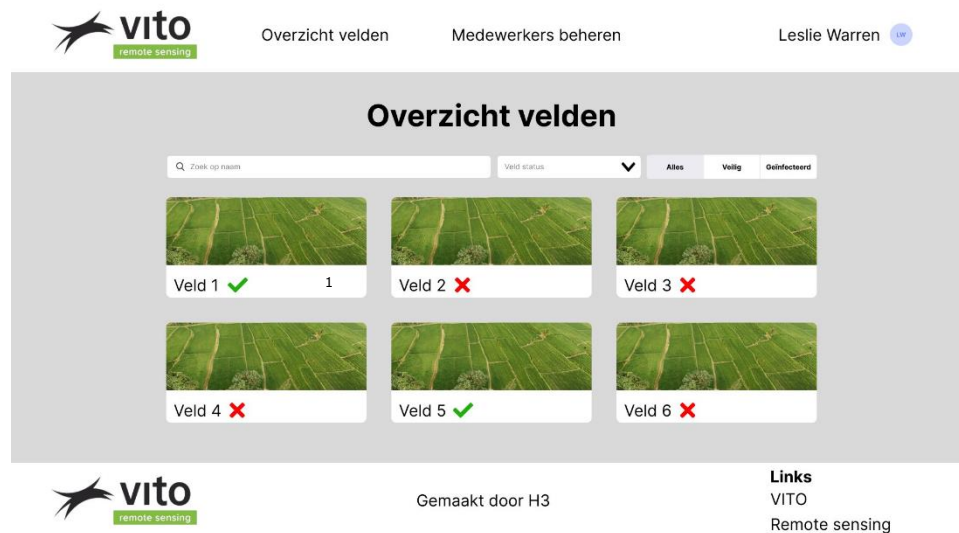 vito
remote sensing
Overzicht velden
Medewerkers beheren
Leslie Warren
LW
Overzicht velden
Zoek op naam
Veld status
Alles
Veilig
Geïnfecteerd
Veld 1
1
Veld 2
Veld 3
Veld 4
Veld 5
Veld 6
vito
remote sensing
Gemaakt door H3
Links
VITO
Remote sensing